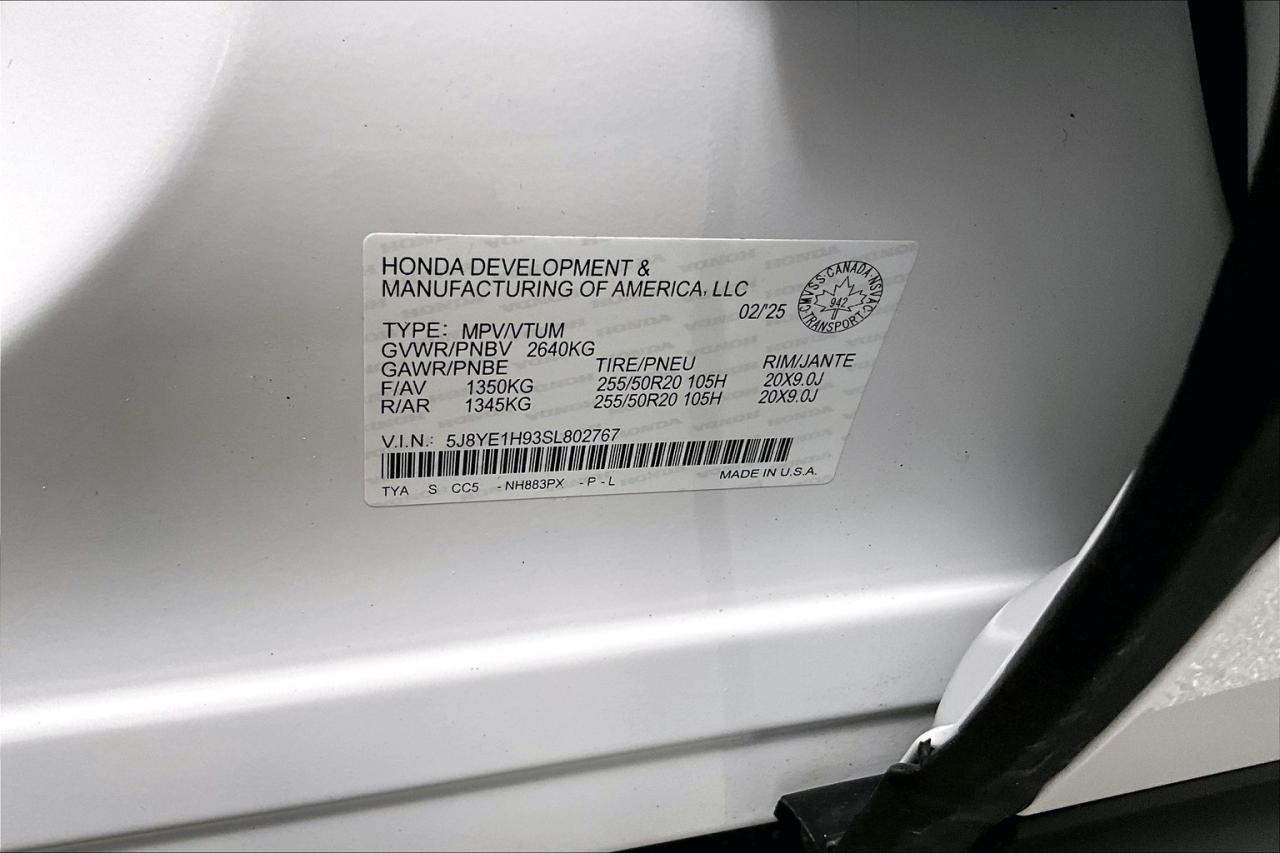 HONDA DEVELOPMENT &
MANUFACTURING OF AMERICA, LLC
02/'25
CMVSS · CANADA · NSVAC
942
TRANSPORT
TYPE: MPV/VTUM
GVWR/PNBV 2640KG
GAWR/PNBE TIRE/PNEU RIM/JANTE
F/AV 1350KG 255/50R20 105H 20X9.0J
R/AR 1345KG 255/50R20 105H 20X9.0J
V.I.N.: 5J8YE1H93SL802767
TYA S CC5 -NH883PX -P-L MADE IN U.S.A.